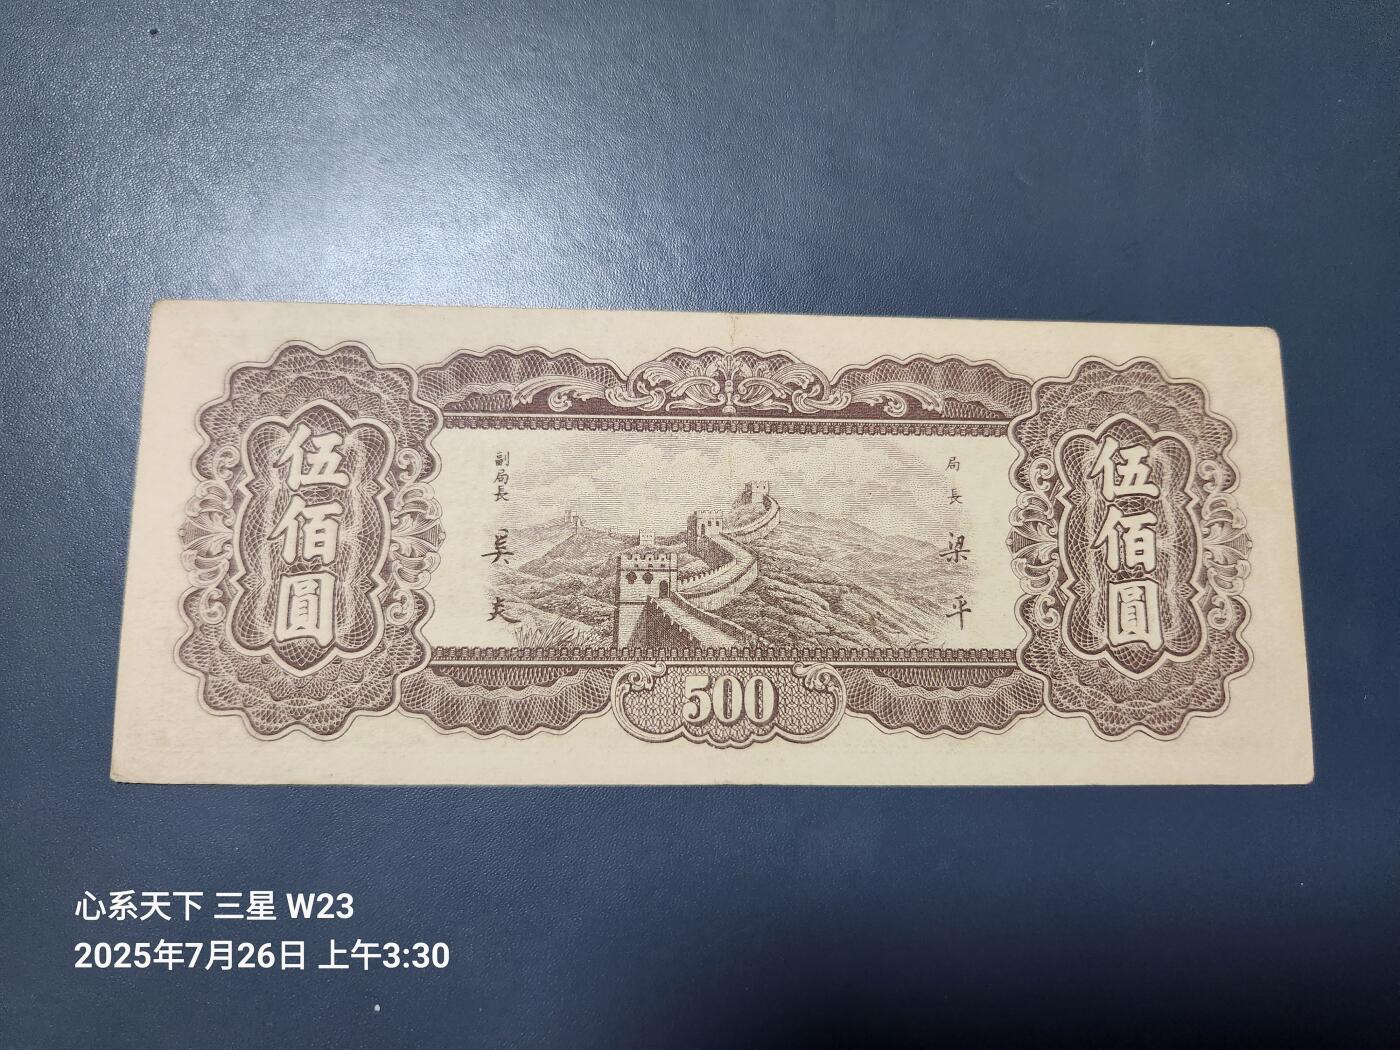 伍佰圓
副局長
吴夫
局長
梁平
伍佰圓
500
心系天下 三星 W23
2025年7月26日 上午3:30